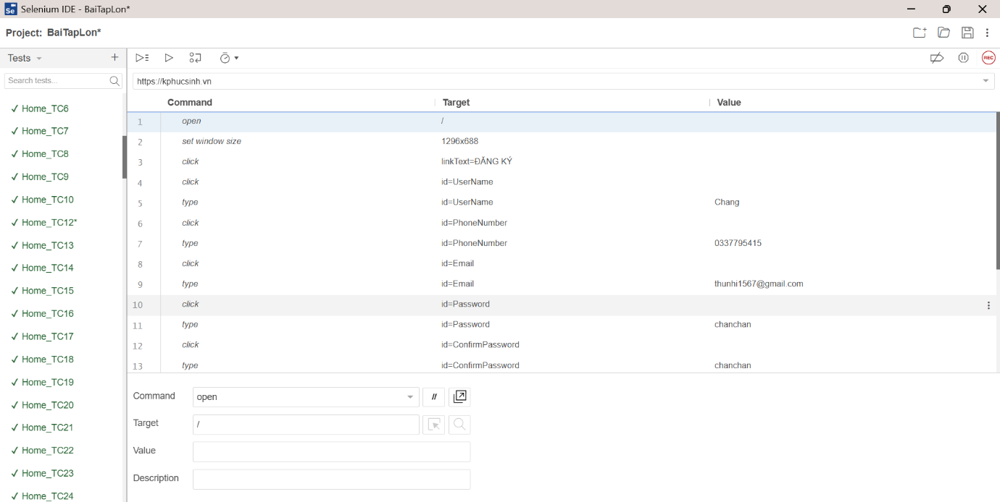 Se Selenium IDE - BaiTapLon*
Project: BaiTapLon*
Tests +
Search tests...
✓ Home_TC6
✓ Home_TC7
✓ Home_TC8
✓ Home_TC9
✓ Home_TC10
✓ Home_TC12*
✓ Home_TC13
✓ Home_TC14
✓ Home_TC15
✓ Home_TC16
✓ Home_TC17
✓ Home_TC18
✓ Home_TC19
✓ Home_TC20
✓ Home_TC21
✓ Home_TC22
✓ Home_TC23
✓ Home_TC24
REC
https://kphucsinh.vn
Command Target Value
1 open /
2 set window size 1296x688
3 click linkText=ĐĂNG KÝ
4 click id=UserName
5 type id=UserName Chang
6 click id=PhoneNumber
7 type id=PhoneNumber 0337795415
8 click id=Email
9 type id=Email thunhi1567@gmail.com
10 click id=Password
11 type id=Password chanchan
12 click id=ConfirmPassword
13 type id=ConfirmPassword chanchan
Command open //
Target /
Value
Description